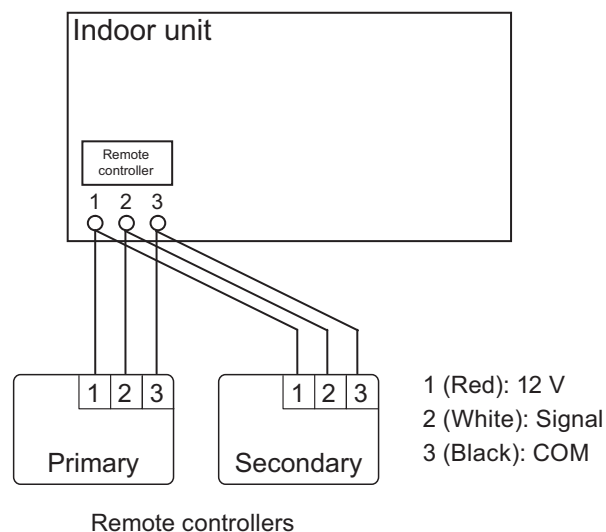 Indoor unit
Remote
controller
1 2 3
1 2 3
Primary
1 2 3
Secondary
1 (Red): 12 V
2 (White): Signal
3 (Black): COM
Remote controllers